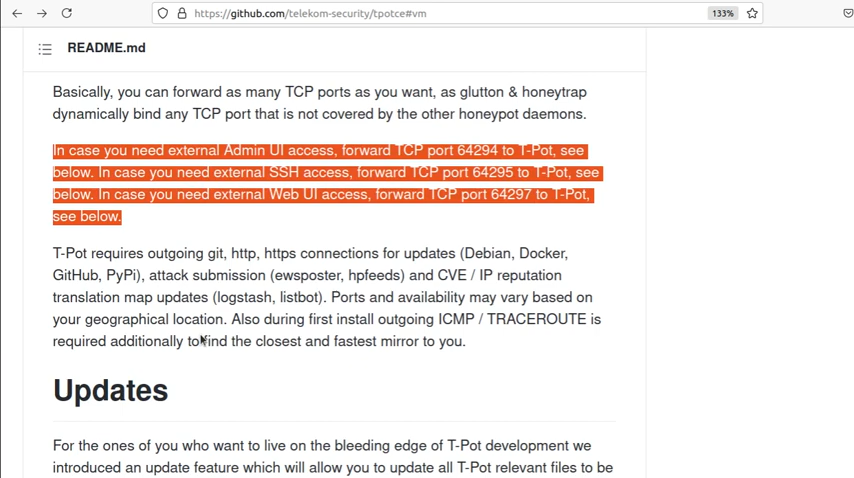 https://github.com/telekom-security/tpotce#vm
133%
README.md
Basically, you can forward as many TCP ports as you want, as glutton & honeytrap
dynamically bind any TCP port that is not covered by the other honeypot daemons.
In case you need external Admin UI access, forward TCP port 64294 to T-Pot, see
below. In case you need external SSH access, forward TCP port 64295 to T-Pot, see
below. In case you need external Web UI access, forward TCP port 64297 to T-Pot,
see below.
T-Pot requires outgoing git, http, https connections for updates (Debian, Docker,
GitHub, PyPi), attack submission (ewsposter, hpfeeds) and CVE / IP reputation
translation map updates (logstash, listbot). Ports and availability may vary based on
your geographical location. Also during first install outgoing ICMP / TRACEROUTE is
required additionally to find the closest and fastest mirror to you.
Updates
For the ones of you who want to live on the bleeding edge of T-Pot development we
introduced an update feature which will allow you to update all T-Pot relevant files to be